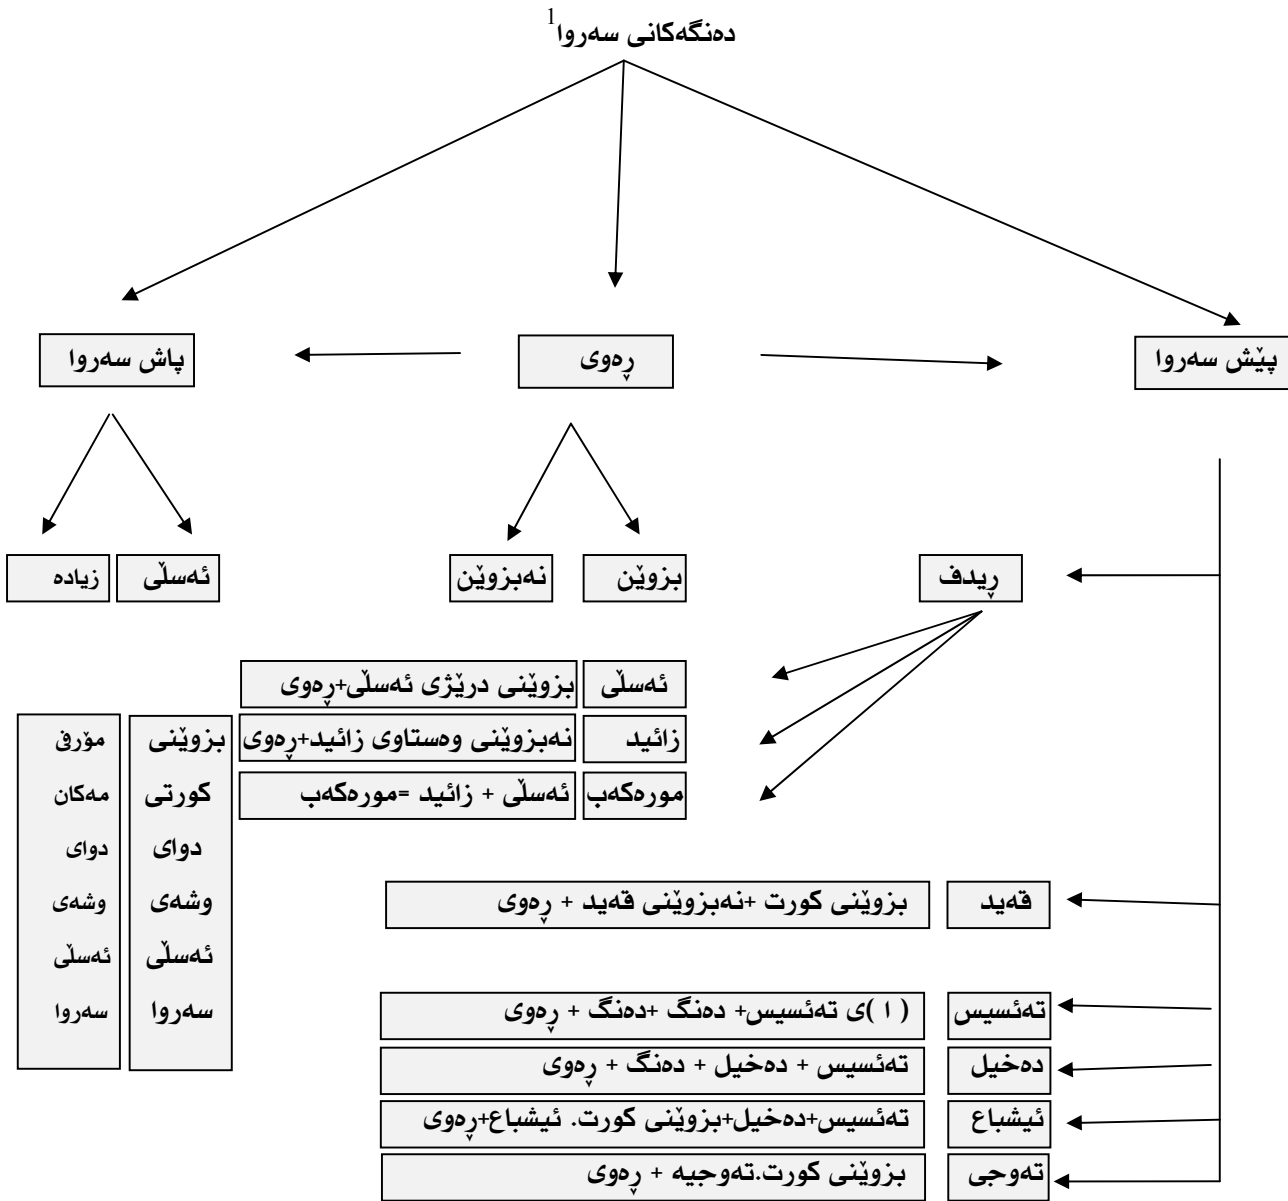 دەنگەکانی سەروا1
پێش سەروا
ڕەوی
پاش سەروا
ڕیدف
بزوێن
نەبزوێن
ئەسڵی
زیادە
ئەسڵی
بزوێنی درێژی ئەسڵی+ڕەوی
زائید
نەبزوێنی وەستاوی زائید+ڕەوی
مورەکەب
ئەسڵی + زائید =مورەکەب
بزوێنی
کورتی
دوای
وشەی
ئەسڵی
سەروا
مۆرفی
مەکان
دوای
وشەی
ئەسڵی
سەروا
قەید
بزوێنی کورت +نەبزوێنی قەید + ڕەوی
تەئسیس
( ا )ی تەئسیس+ دەنگ +دەنگ + ڕەوی
دەخیل
تەئسیس + دەخیل + دەنگ + ڕەوی
ئیشباع
تەئسیس+دەخیل+بزوێنی کورت. ئیشباع+ڕەوی
تەوجی
بزوێنی کورت.تەوجیه + ڕەوی